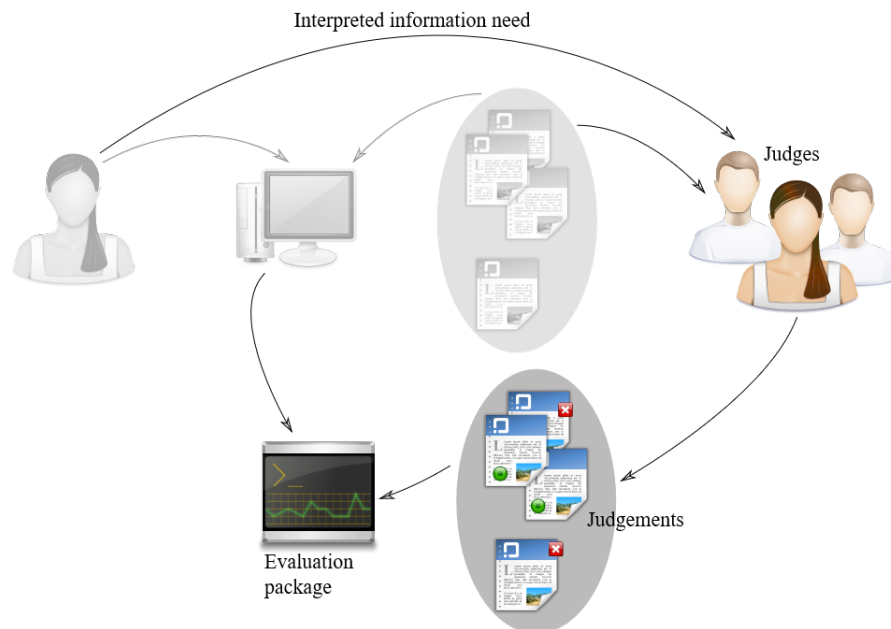 Interpreted information need
Judges
Judgements
Evaluation
package